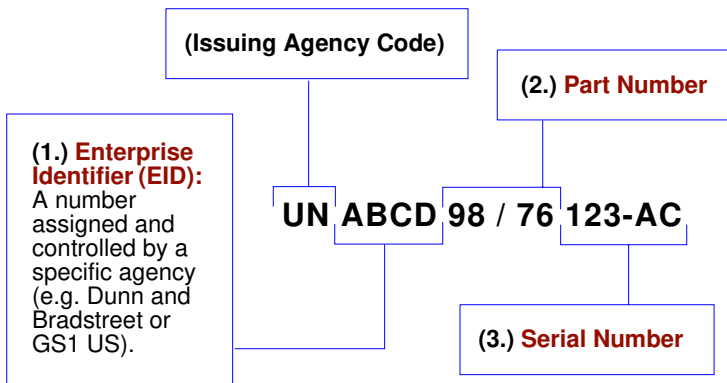 (Issuing Agency Code)
(2.) Part Number
(1.) Enterprise
Identifier (EID):
A number
assigned and
controlled by a
specific agency
(e.g. Dunn and
Bradstreet or
GS1 US).
UN ABCD 98 / 76 123-AC
(3.) Serial Number